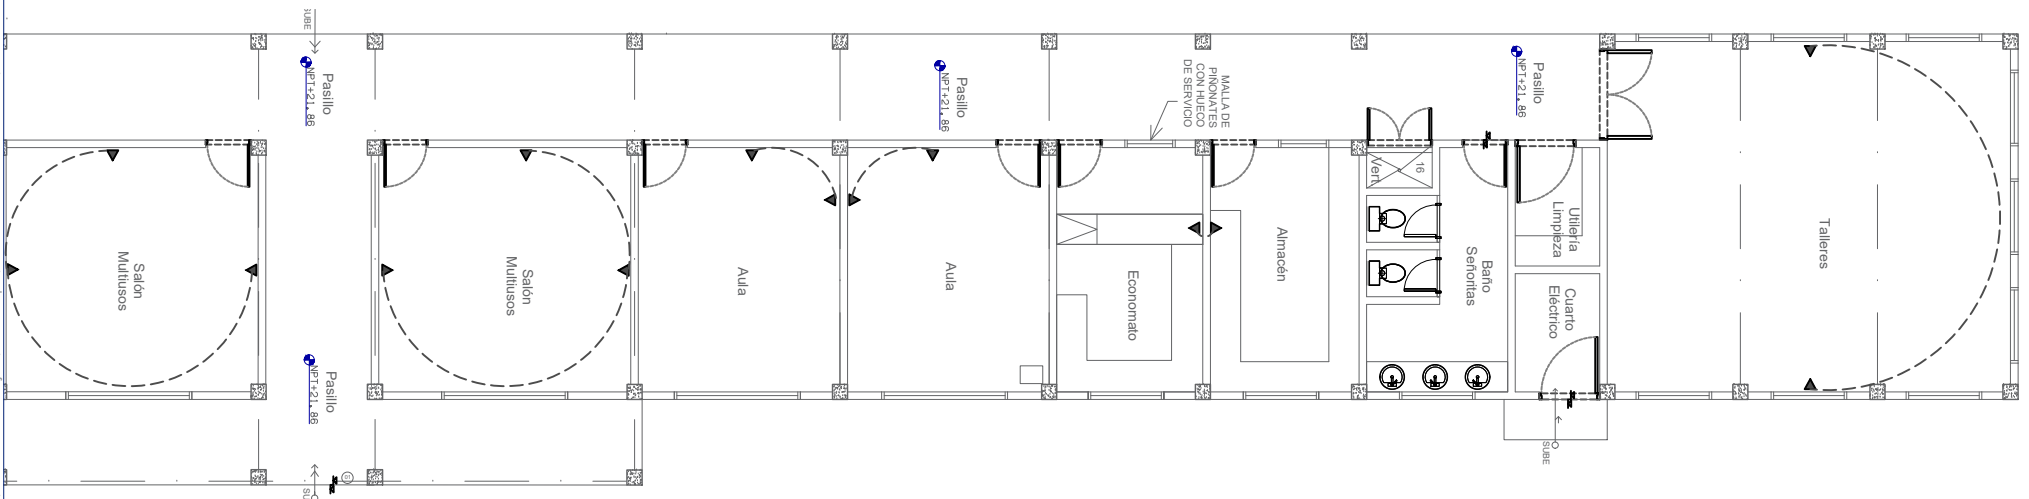 SUBE
Pasillo
NPT+21,86
Pasillo
NPT+21,86
MALLA DE
PIÑONATES
CON HUECO
DE SERVICIO
Pasillo
NPT+21,86
Salón
Multiusos
Salón
Multiusos
Aula
Aula
Economato
Almacén
Vert.
16
Baño
Señoritas
Utilería
Limpieza
Cuarto
Eléctrico
Talleres
Pasillo
NPT+21,86
SUBE